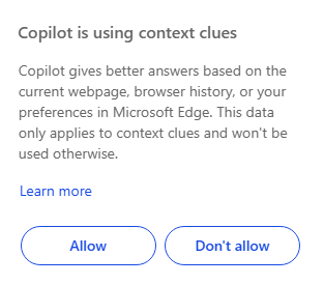 Copilot is using context clues
Copilot gives better answers based on the
current webpage, browser history, or your
preferences in Microsoft Edge. This data
only applies to context clues and won't be
used otherwise.
Learn more
Allow
Don't allow